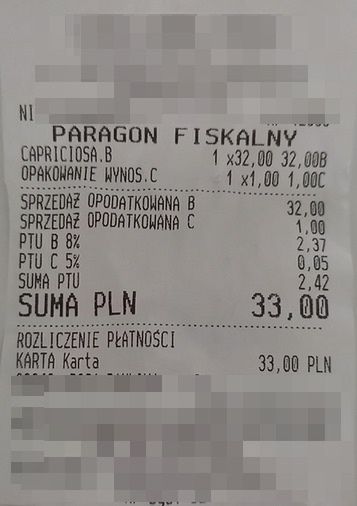 NI
PARAGON FISKALNY
CAPRICIOSA.B 1 x32,00 32,00B
OPAKOWANIE WYNOS.C 1 x1,00 1,00C
SPRZEDAŻ OPODATKOWANA B 32,00
SPRZEDAŻ OPODATKOWANA C 1,00
PTU B 8% 2,37
PTU C 5% 0,05
SUMA PTU 2,42
SUMA PLN 33,00
ROZLICZENIE PŁATNOŚCI
KARTA Karta 33,00 PLN